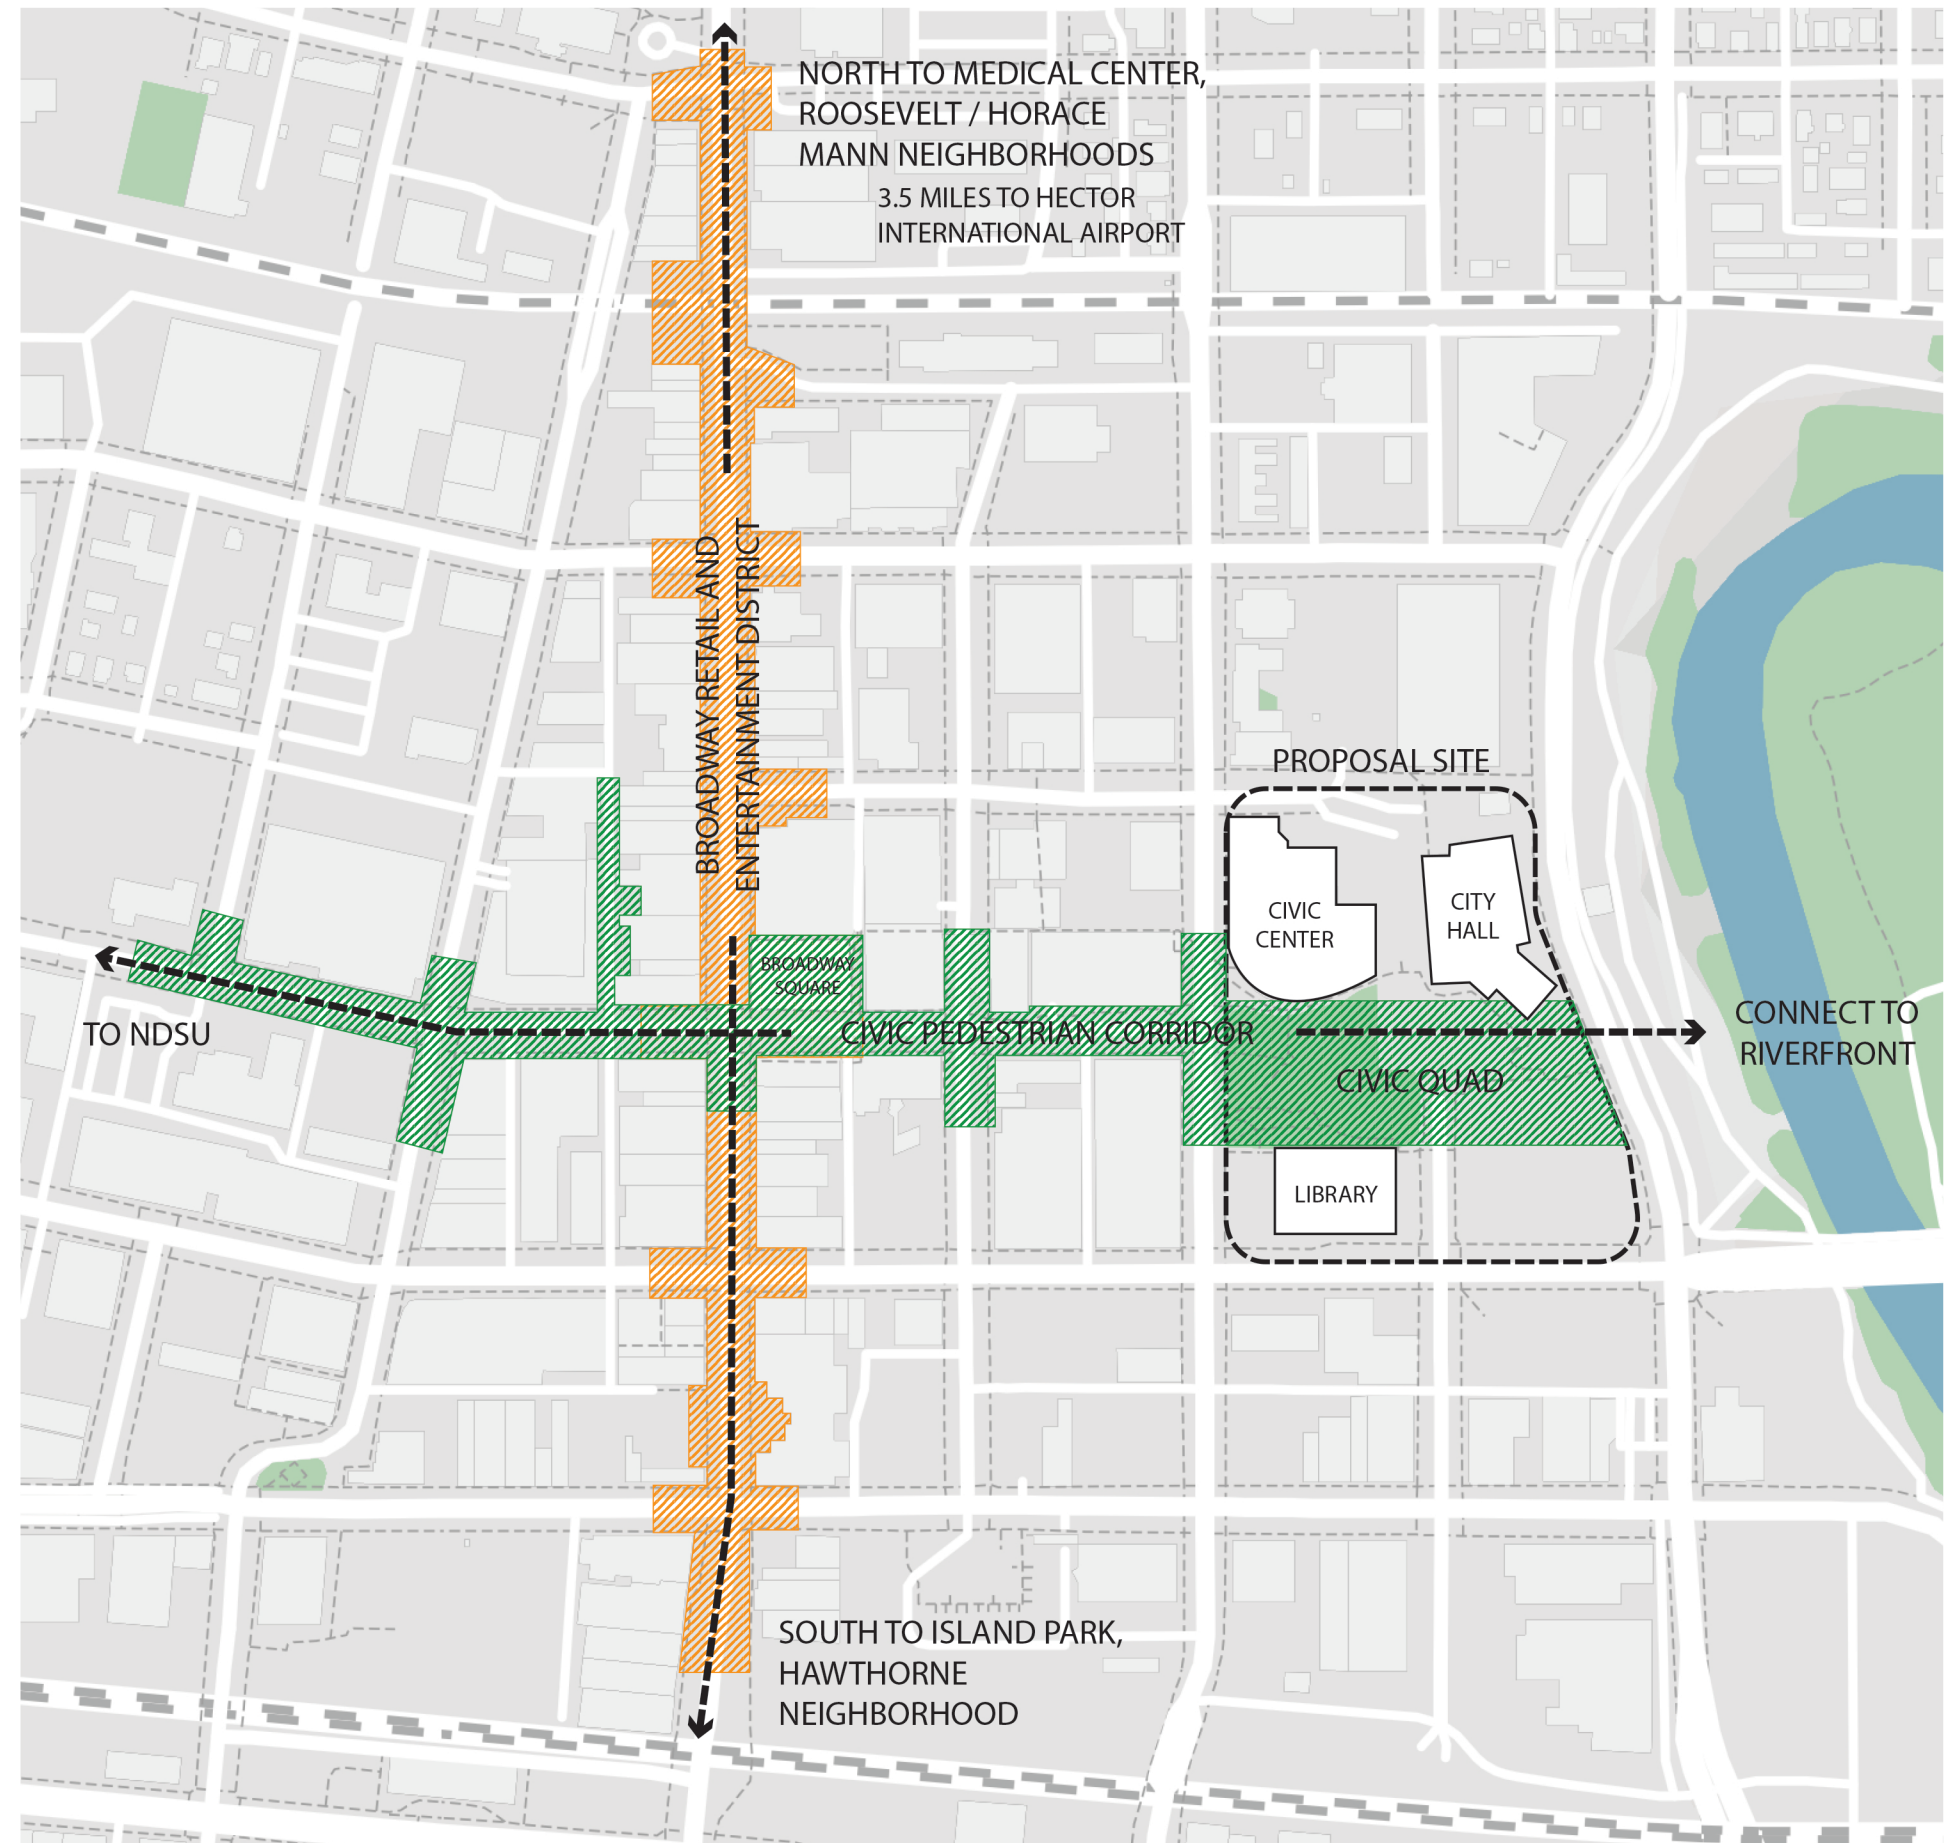 NORTH TO MEDICAL CENTER,
ROOSEVELT / HORACE
MANN NEIGHBORHOODS
3.5 MILES TO HECTOR
INTERNATIONAL AIRPORT
BROADWAY RETAIL AND
ENTERTAINMENT DISTRICT
PROPOSAL SITE
CIVIC
CENTER
CITY
HALL
BROADWAY
SQUARE
TO NDSU
CIVIC PEDESTRIAN CORRIDOR
CONNECT TO
RIVERFRONT
CIVIC QUAD
LIBRARY
SOUTH TO ISLAND PARK,
HAWTHORNE
NEIGHBORHOOD